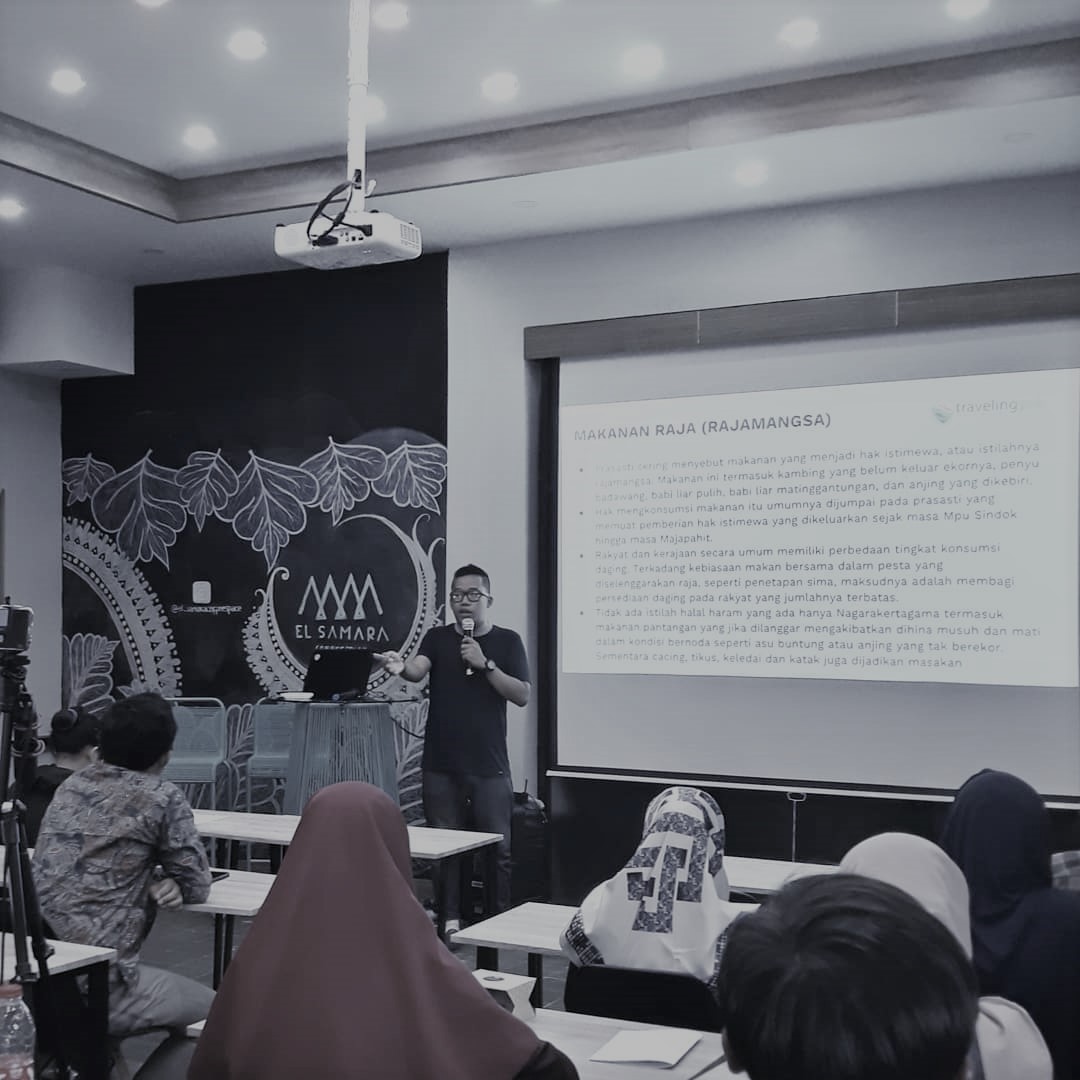 EL SAMARA
traveling
MAKANAN RAJA (RAJAMANGSA)
Prasasti sering menyebut makanan yang menjadi hak istimewa, atau istilahnya
rajamangsa. Makanan ini termasuk kambing yang belum keluar ekornya, penyu
badawang, babi liar pulih, babi liar matinggantungan, dan anjing yang dikebiri.
Hak mengkonsumsi makanan itu umumnya dijumpai pada prasasti yang
memuat pemberian hak istimewa yang dikeluarkan sejak masa Mpu Sindok
hingga masa Majapahit.
Rakyat dan kerajaan secara umum memiliki perbedaan tingkat konsumsi
daging. Terkadang kebiasaan makan bersama dalam pesta yang
diselenggarakan raja, seperti penetapan sima, maksudnya adalah membagi
persediaan daging pada rakyat yang jumlahnya terbatas.
Tidak ada istilah halal haram yang ada hanya Nagarakertagama termasuk
makanan pantangan yang jika dilanggar mengakibatkan dihina musuh dan mati
dalam kondisi bernoda seperti asu buntung atau anjing yang tak berekor.
Sementara cacing, tikus, keledai dan katak juga dijadikan masakan